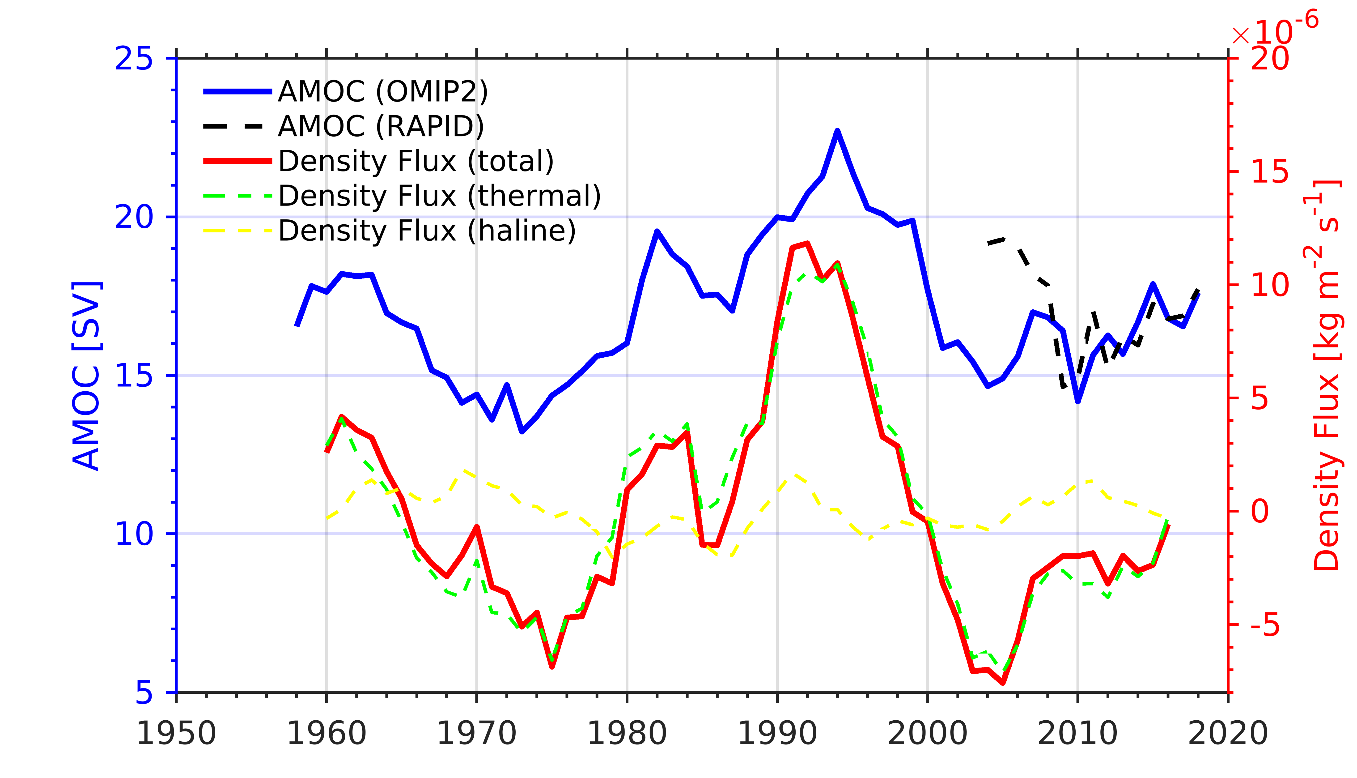 ×10-6
25
20
15
10
5
AMOC [SV]
AMOC (OMIP2)
AMOC (RAPID)
Density Flux (total)
Density Flux (thermal)
Density Flux (haline)
20
15
10
5
0
-5
Density Flux [kg m-2 s-1]
1950 1960 1970 1980 1990 2000 2010 2020